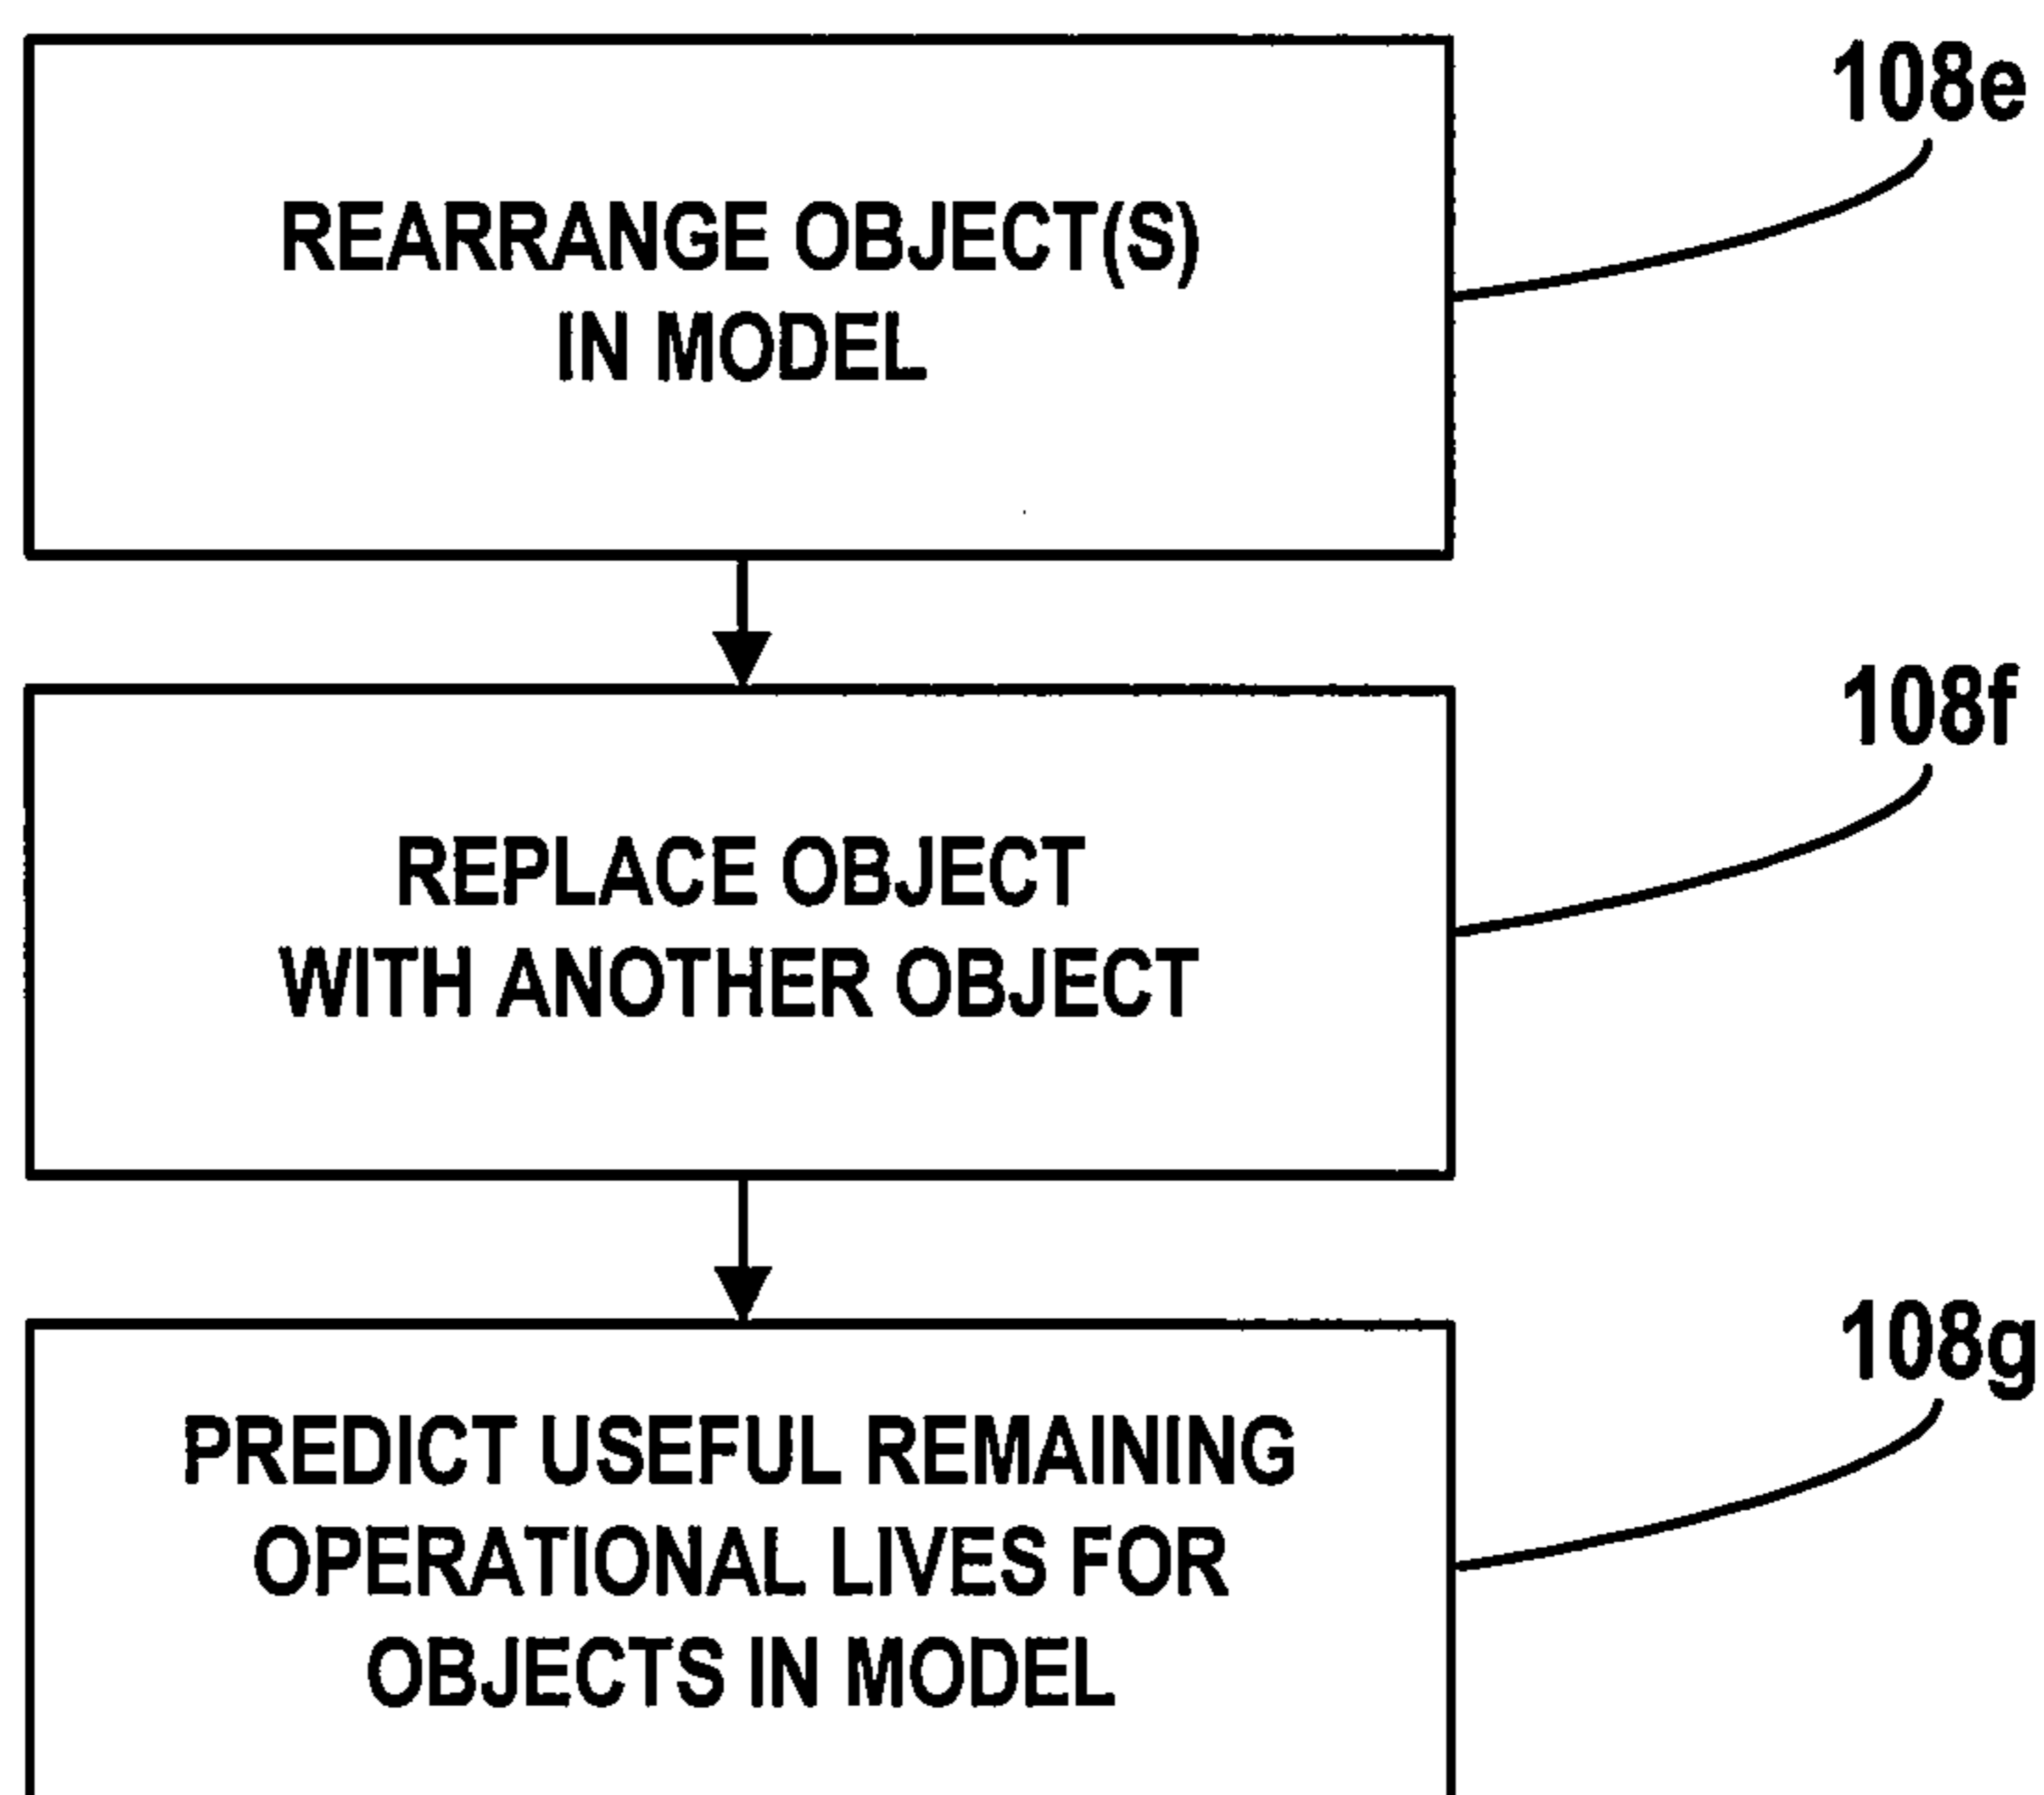 108e
REARRANGE OBJECT(S)
IN MODEL
108f
REPLACE OBJECT
WITH ANOTHER OBJECT
108g
PREDICT USEFUL REMAINING
OPERATIONAL LIVES FOR
OBJECTS IN MODEL